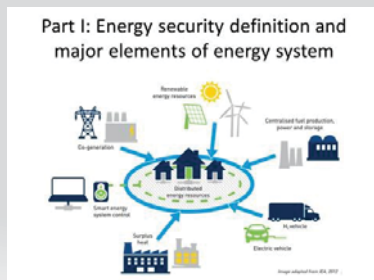 Part I: Energy security definition and
major elements of energy system
Renewable
energy resources
Centralised fuel production,
power and storage
Co-generation
Distributed
energy resources
Smart energy
system control
H₂ vehicle
Surplus
heat
Electric vehicle
Image adapted from IEA, 2012